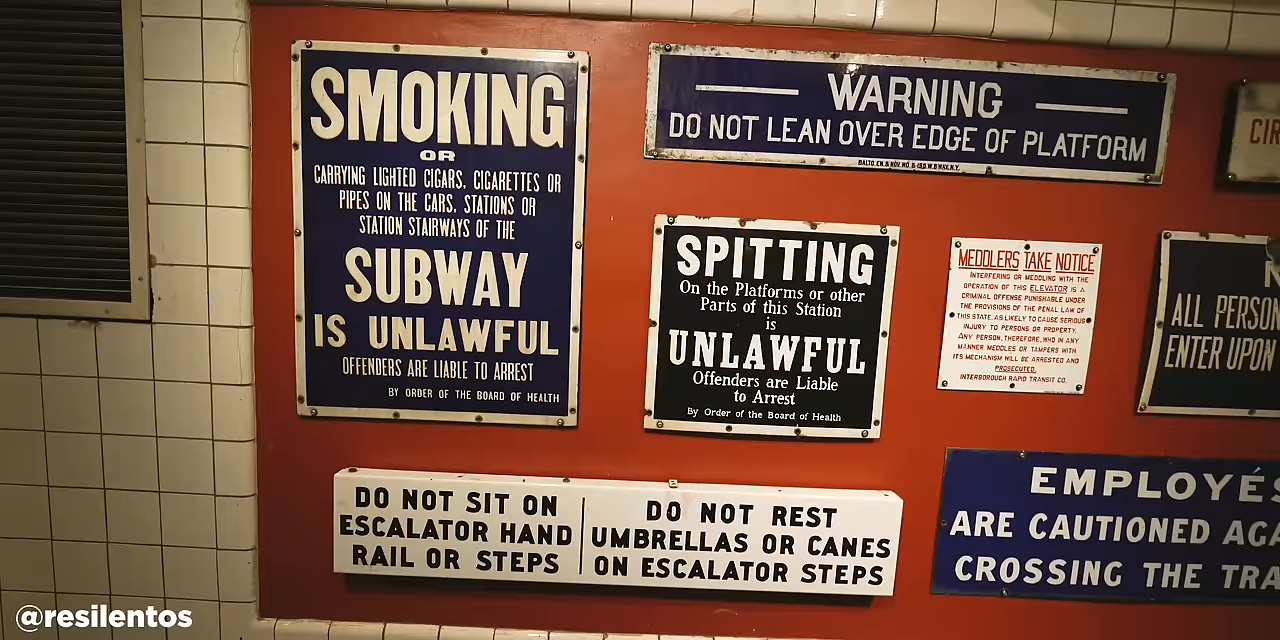 SMOKING
OR
CARRYING LIGHTED CIGARS, CIGARETTES OR
PIPES ON THE CARS, STATIONS OR
STATION STAIRWAYS OF THE
SUBWAY
IS UNLAWFUL
OFFENDERS ARE LIABLE TO ARREST
BY ORDER OF THE BOARD OF HEALTH
WARNING
DO NOT LEAN OVER EDGE OF PLATFORM
SPITTING
On the Platforms or other
Parts of this Station
is
UNLAWFUL
Offenders are Liable
to Arrest
By Order of the Board of Health
MEDDLERS TAKE NOTICE
INTERFERING OR MEDDLING WITH THE
OPERATION OF THIS ELEVATOR IS A
CRIMINAL OFFENSE PUNISHABLE UNDER
THE PROVISIONS OF THE PENAL LAW OF
THIS STATE, AS LIKELY TO CAUSE SERIOUS
INJURY TO PERSONS OR PROPERTY.
ANY PERSON, THEREFORE, WHO IN ANY
MANNER MEDDLES OR TAMPERS WITH
ITS MECHANISM WILL BE ARRESTED AND
PROSECUTED.
INTERBOROUGH RAPID TRANSIT CO.
CIR
N
ALL PERSON
ENTER UPON
DO NOT SIT ON
ESCALATOR HAND
RAIL OR STEPS
DO NOT REST
UMBRELLAS OR CANES
ON ESCALATOR STEPS
EMPLOYÉS
ARE CAUTIONED AGA
CROSSING THE TRA
@resilentos